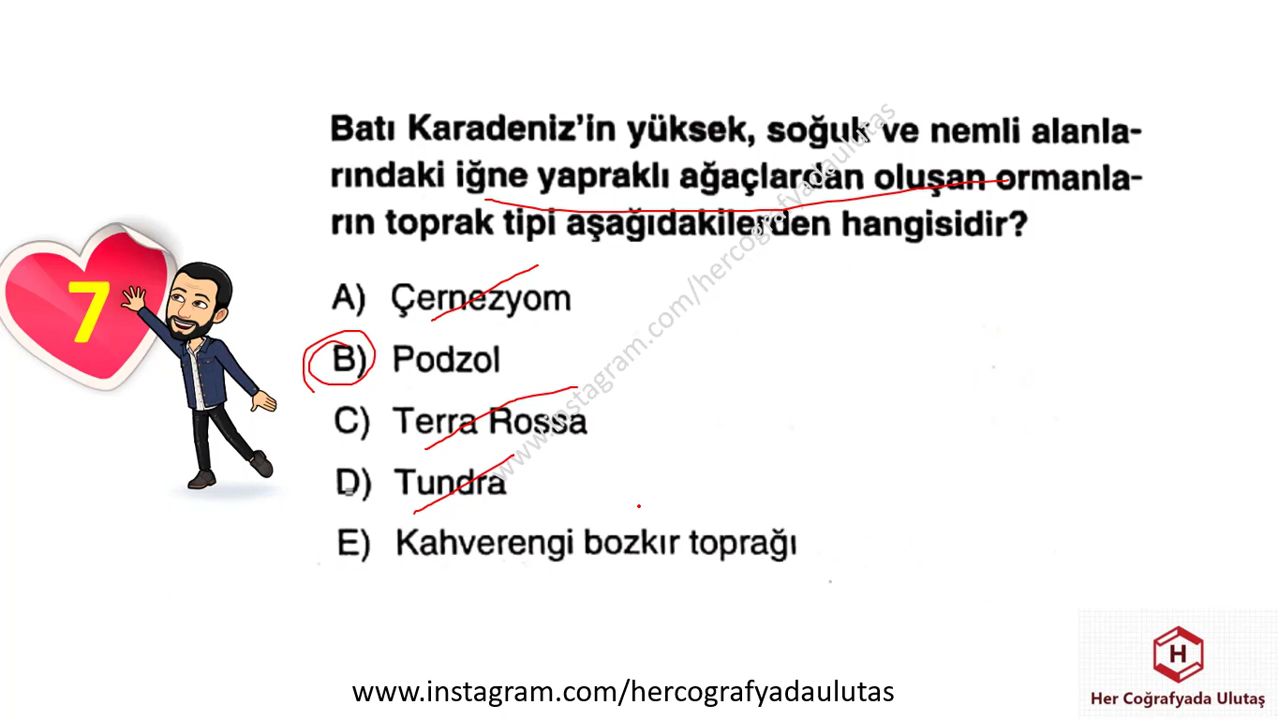 Batı Karadeniz'in yüksek, soğuk ve nemli alanla-
rındaki iğne yapraklı ağaçlardan oluşan ormanla-
rın toprak tipi aşağıdakilerden hangisidir?
7
A) Çernezyom
B) Podzol
C) Terra Rossa
D) Tundra
E) Kahverengi bozkır toprağı
www.instagram.com/hercografyadaulutas
www.instagram.com/hercografyadaulutas
H
Her Coğrafyada Ulutaş